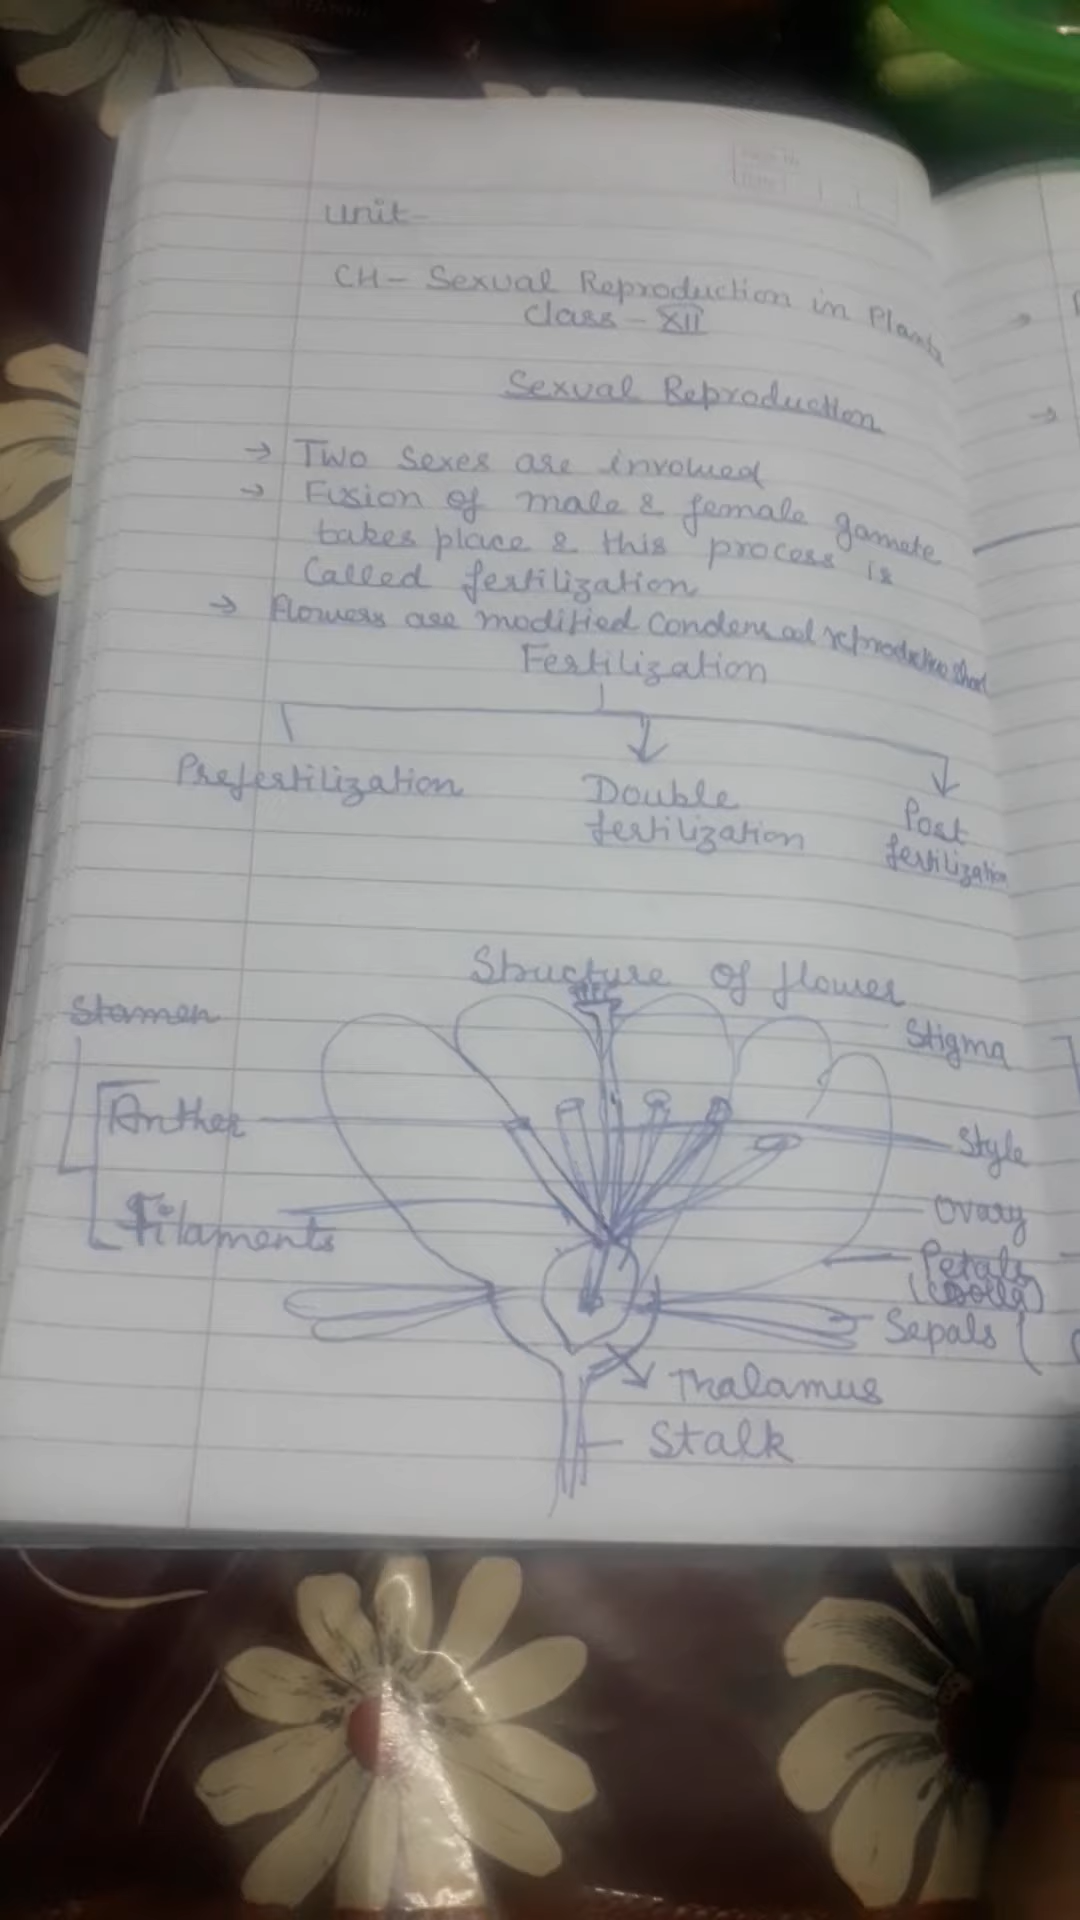 unit-
CH- Sexual Reproduction in Plants
Class - XII
Sexual Reproduction
→ Two sexes are involued
→ Fusion of male & female gamete
takes place & this process is
Called fertilization
→ flowers are modified Condensed reproductive shoot
Fertilization
Prefertilization
Double
fertilization
Post
fertilization
Structure of flower
Stamen
Stigma
Anther
Style
Filaments
Ovary
Petals
Sepals
Thalamus
Stalk